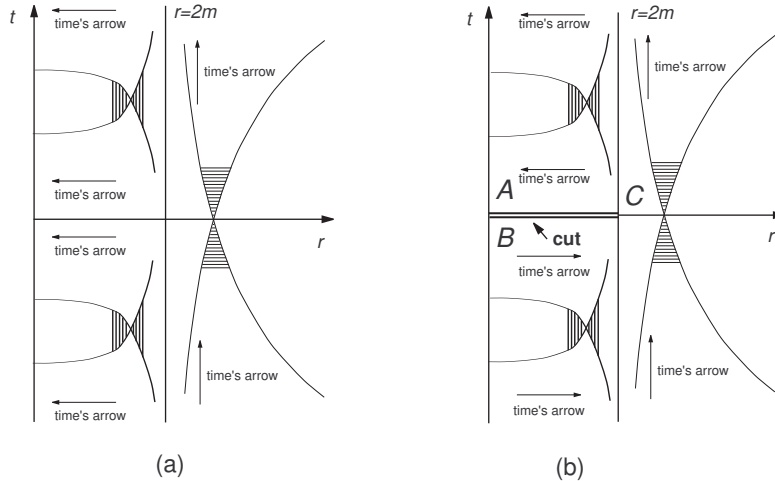 t
r=2m
time's arrow
time's arrow
time's arrow
r
time's arrow
time's arrow
time's arrow
(a)
t
r=2m
time's arrow
time's arrow
time's arrow
A
C
B
cut
r
time's arrow
time's arrow
time's arrow
(b)